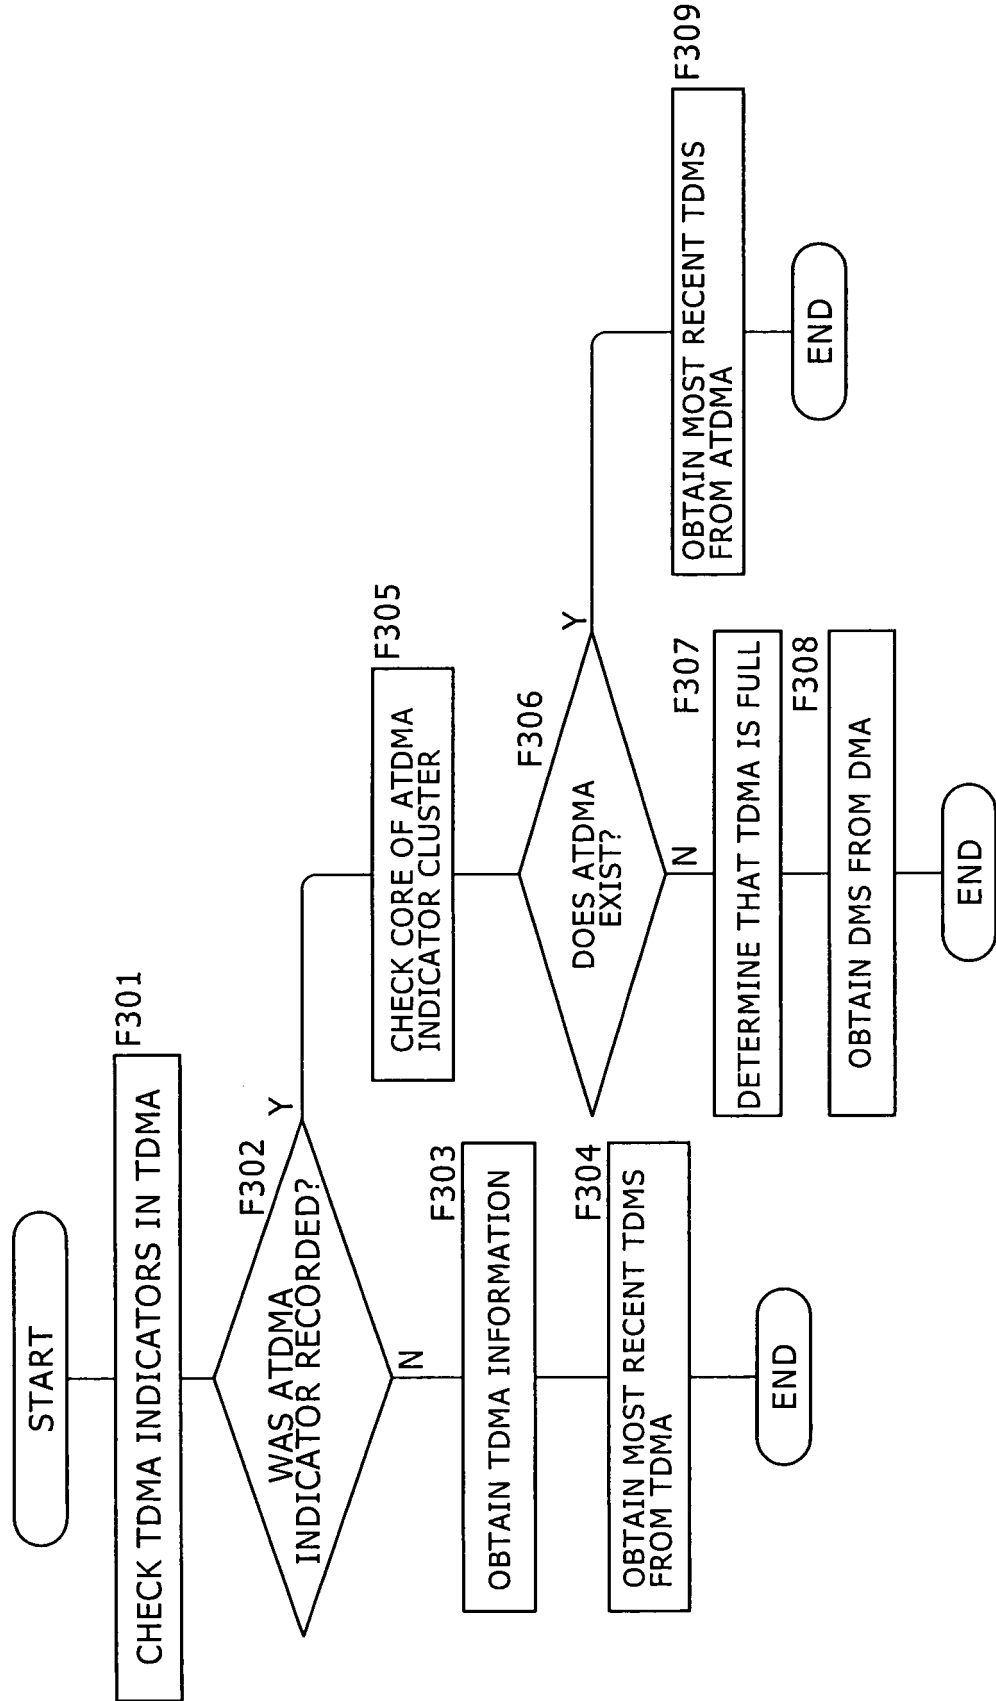 START
F301
CHECK TDMA INDICATORS IN TDMA
F302
WAS ATDMA
INDICATOR RECORDED?
Y
N
F303
OBTAIN TDMA INFORMATION
F304
OBTAIN MOST RECENT TDMS
FROM TDMA
END
F305
CHECK CORE OF ATDMA
INDICATOR CLUSTER
F306
DOES ATDMA
EXIST?
Y
N
F307
DETERMINE THAT TDMA IS FULL
F308
OBTAIN DMS FROM DMA
END
F309
OBTAIN MOST RECENT TDMS
FROM ATDMA
END